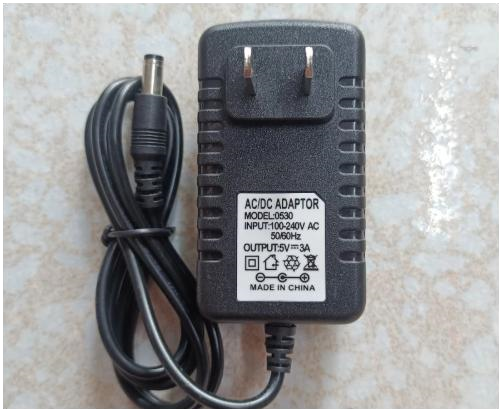 AC/DC ADAPTOR
MODEL:0530
INPUT:100-240V AC
50/60Hz
OUTPUT:5V⎓3A
MADE IN CHINA